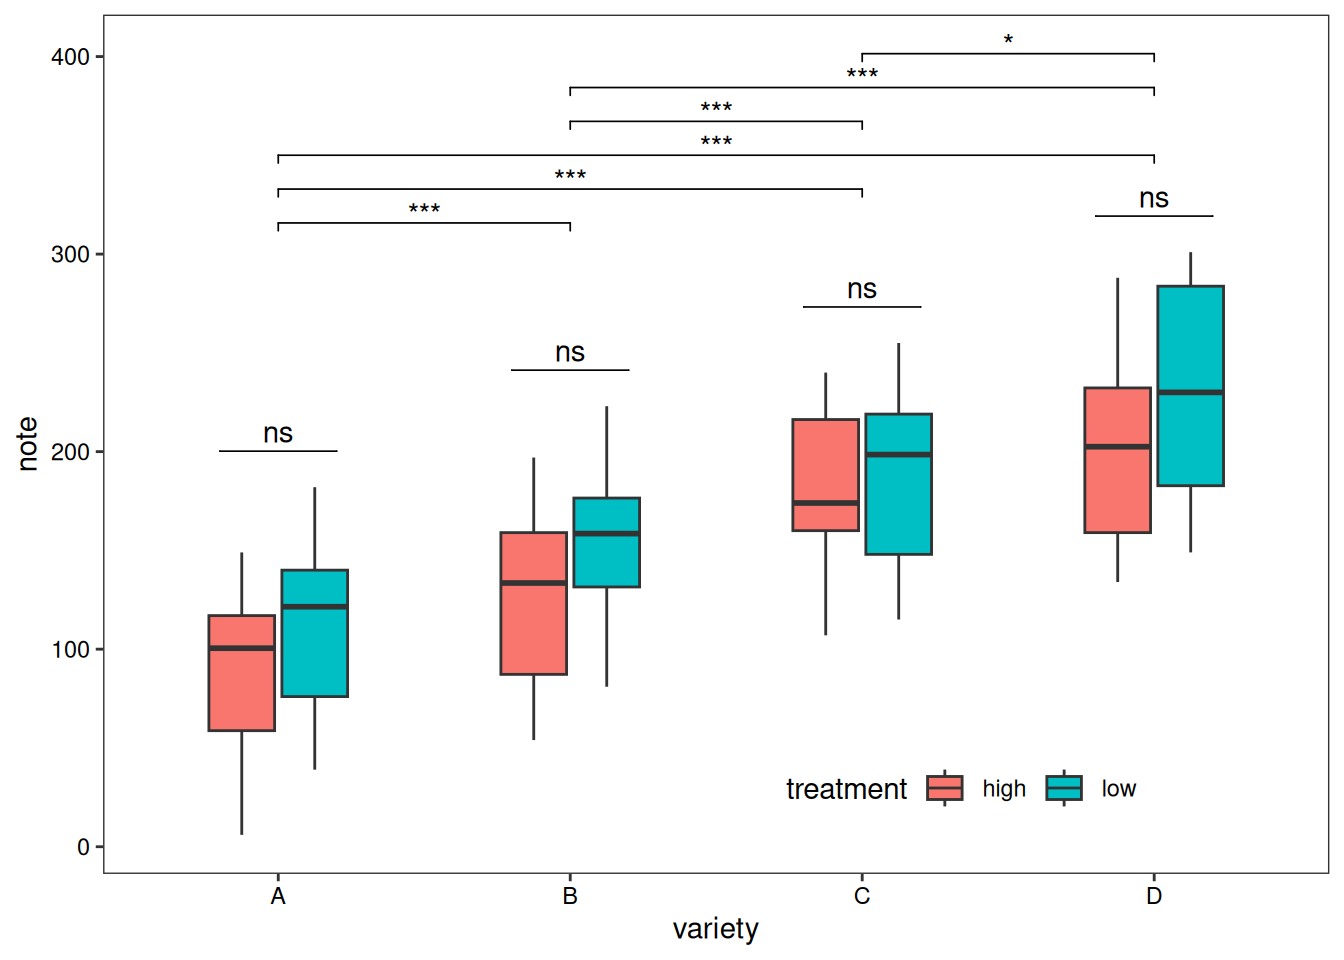 400
*
***
***
***
***
***
ns
300
ns
ns
ns
note
200
100
treatment high low
0
A B C D
variety